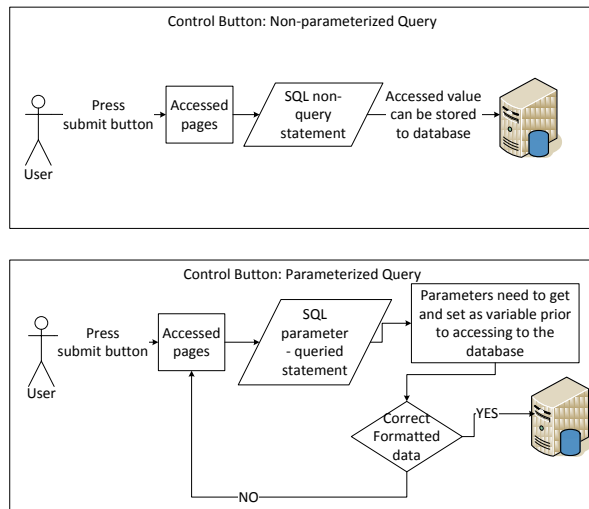 Control Button: Non-parameterized Query
Press
submit button
Accessed
pages
SQL non-
query
statement
Accessed value
can be stored
to database
User
Control Button: Parameterized Query
Press
submit button
Accessed
pages
SQL
parameter
- queried
statement
Parameters need to get
and set as variable prior
to accessing to the
database
User
Correct
Formatted
data
YES
NO